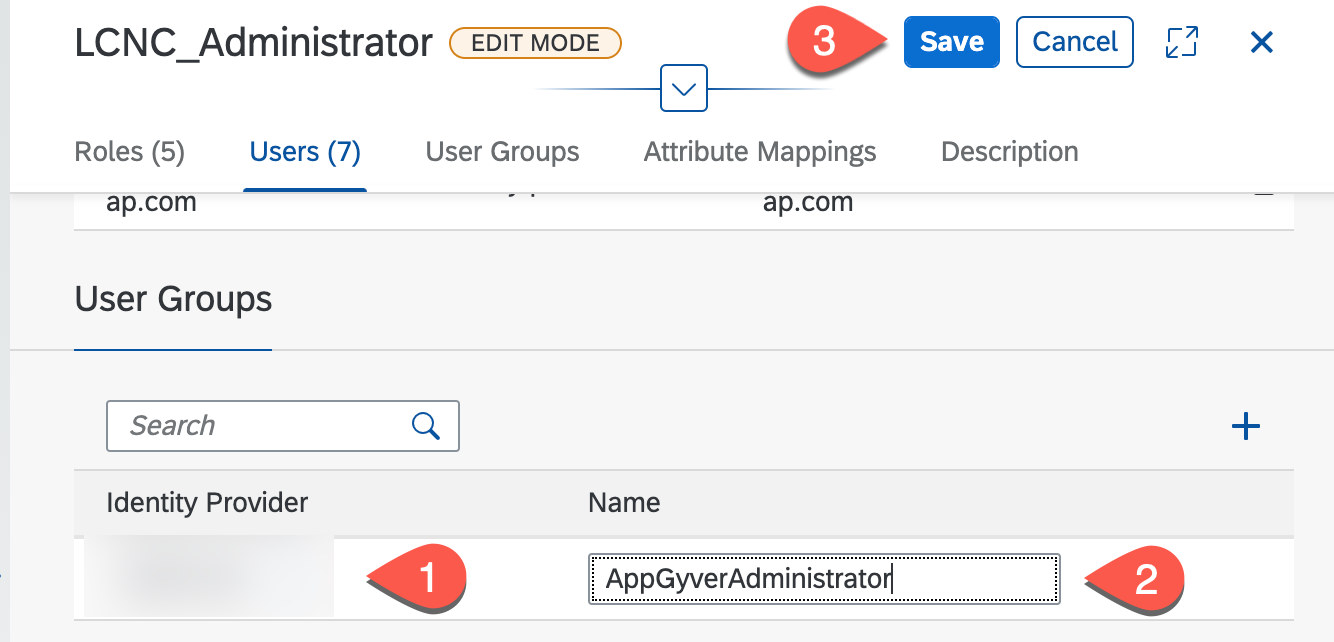 LCNC_Administrator EDIT MODE 3 Save Cancel
Roles (5) Users (7) User Groups Attribute Mappings Description
ap.com ap.com
User Groups
Search
Identity Provider Name
1 AppGyverAdministrator 2